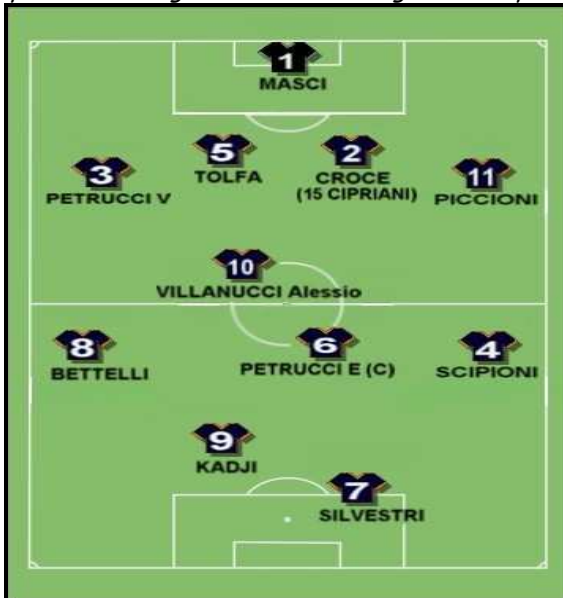 1
MASCI
3
PETRUCCI V
5
TOLFA
2
CROCE
(15 CIPRIANI)
11
PICCIONI
10
VILLANUCCI Alessio
8
BETTELLI
6
PETRUCCI E (C)
4
SCIPIONI
9
KADJI
7
SILVESTRI